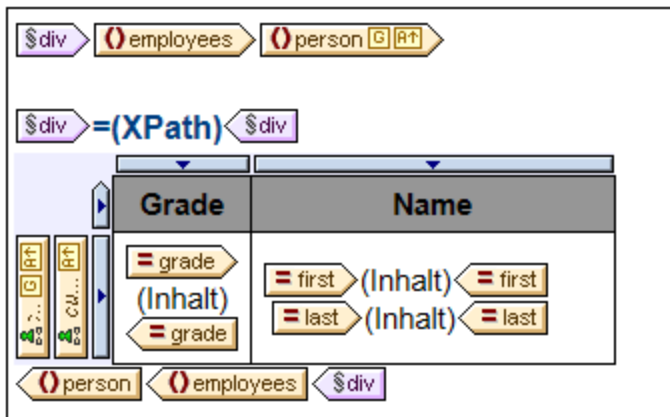 §div ()employees ()person G A↑
§div =(XPath) §div
Grade Name
= grade
(Inhalt)
= grade
= first (Inhalt) = first
= last (Inhalt) = last
G A↑
A↑ cu...
()person ()employees §div